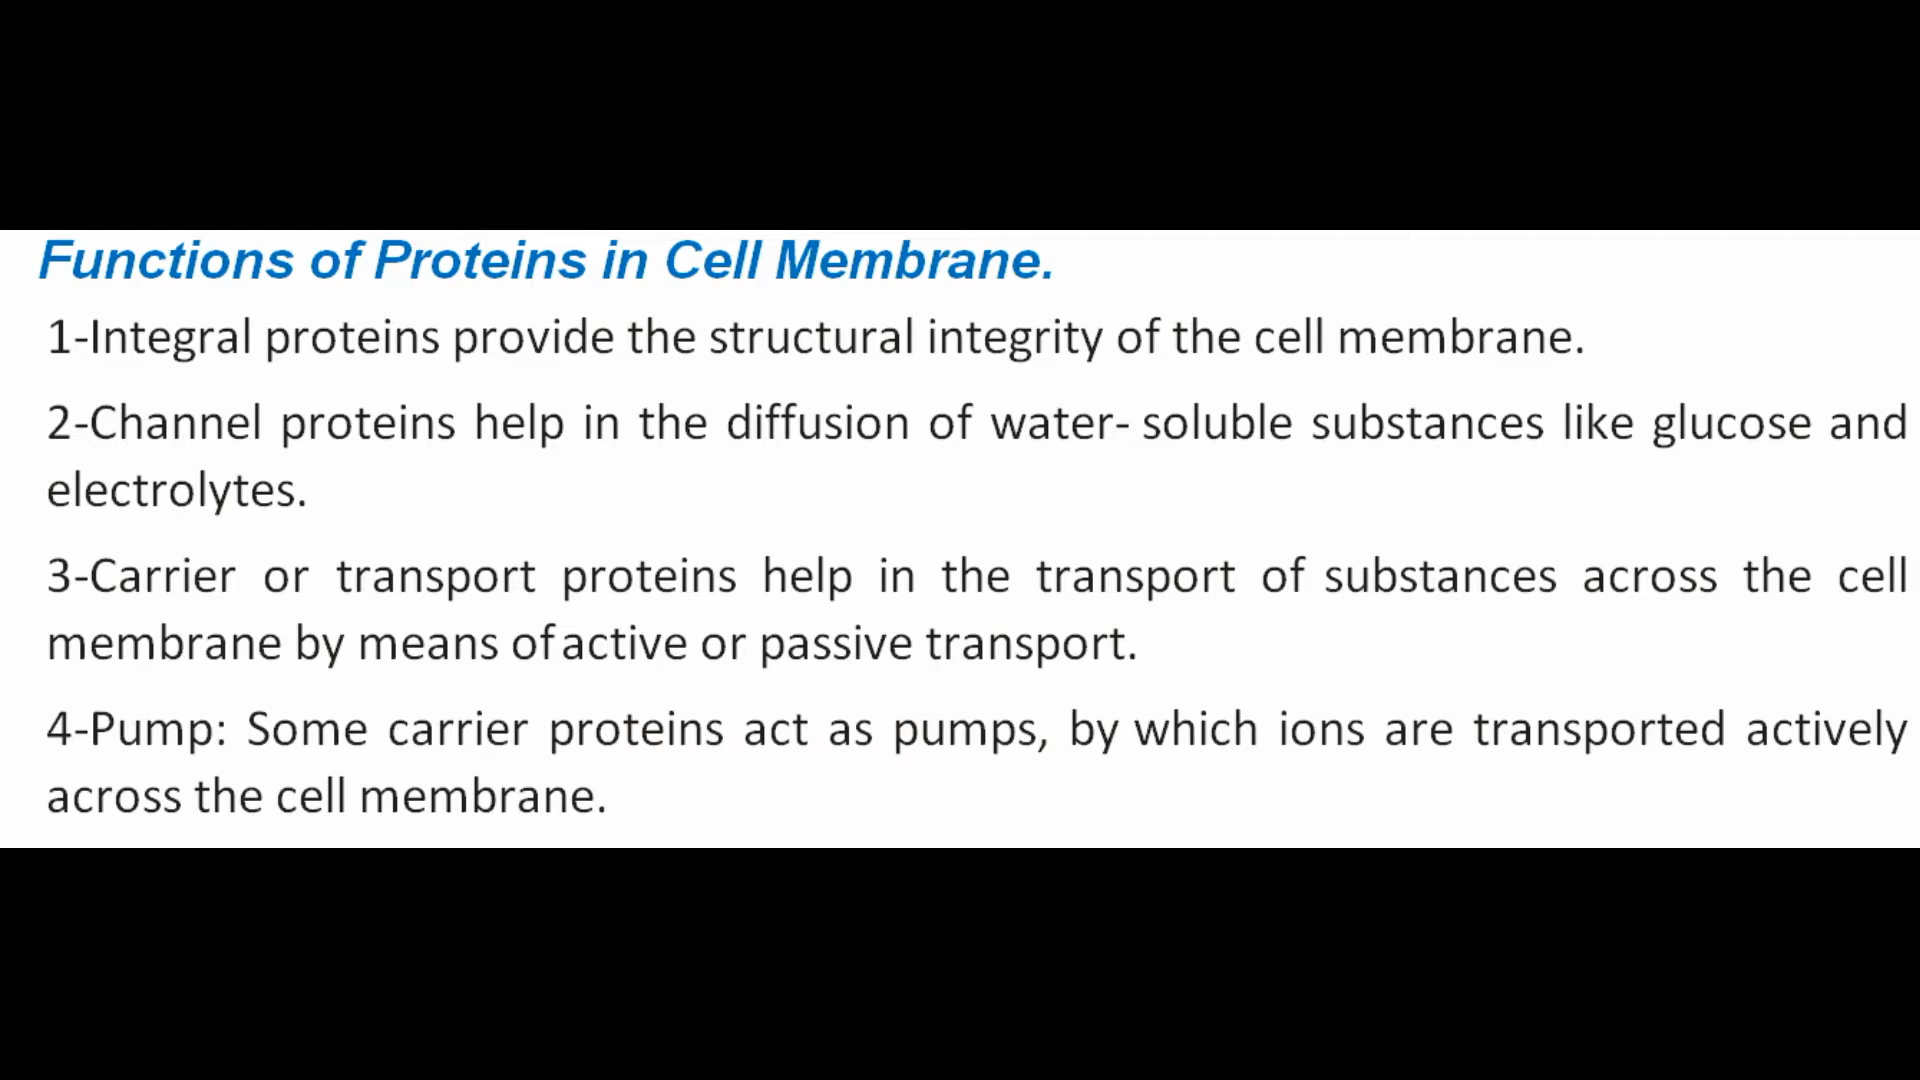 Functions of Proteins in Cell Membrane.
1-Integral proteins provide the structural integrity of the cell membrane.
2-Channel proteins help in the diffusion of water- soluble substances like glucose and
electrolytes.
3-Carrier or transport proteins help in the transport of substances across the cell
membrane by means of active or passive transport.
4-Pump: Some carrier proteins act as pumps, by which ions are transported actively
across the cell membrane.